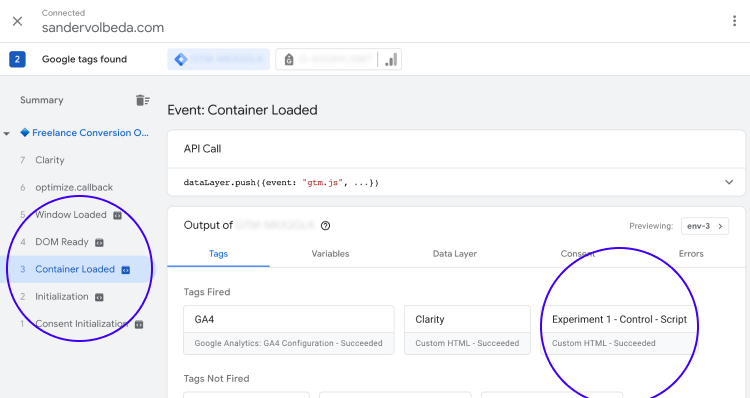 Connected
sandervolbeda.com
2 Google tags found
Summary
Freelance Conversion O...
7 Clarity
6 optimize.callback
5 Window Loaded
4 DOM Ready
3 Container Loaded
2 Initialization
1 Consent Initialization
Event: Container Loaded
API Call
dataLayer.push({event: "gtm.js", ...})
Output of
Previewing: env-3
Tags Variables Data Layer Consent Errors
Tags Fired
GA4
Google Analytics: GA4 Configuration - Succeeded
Clarity
Custom HTML - Succeeded
Experiment 1 - Control - Script
Custom HTML - Succeeded
Tags Not Fired